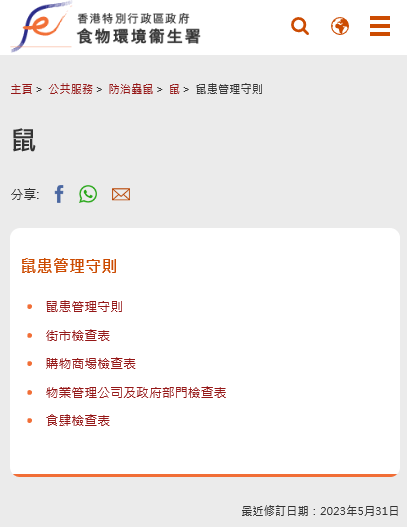 香港特別行政區政府
食物環境衞生署
主頁 > 公共服務 > 防治蟲鼠 > 鼠 > 鼠患管理守則
鼠
分享:
鼠患管理守則
鼠患管理守則
街市檢查表
購物商場檢查表
物業管理公司及政府部門檢查表
食肆檢查表
最近修訂日期：2023年5月31日